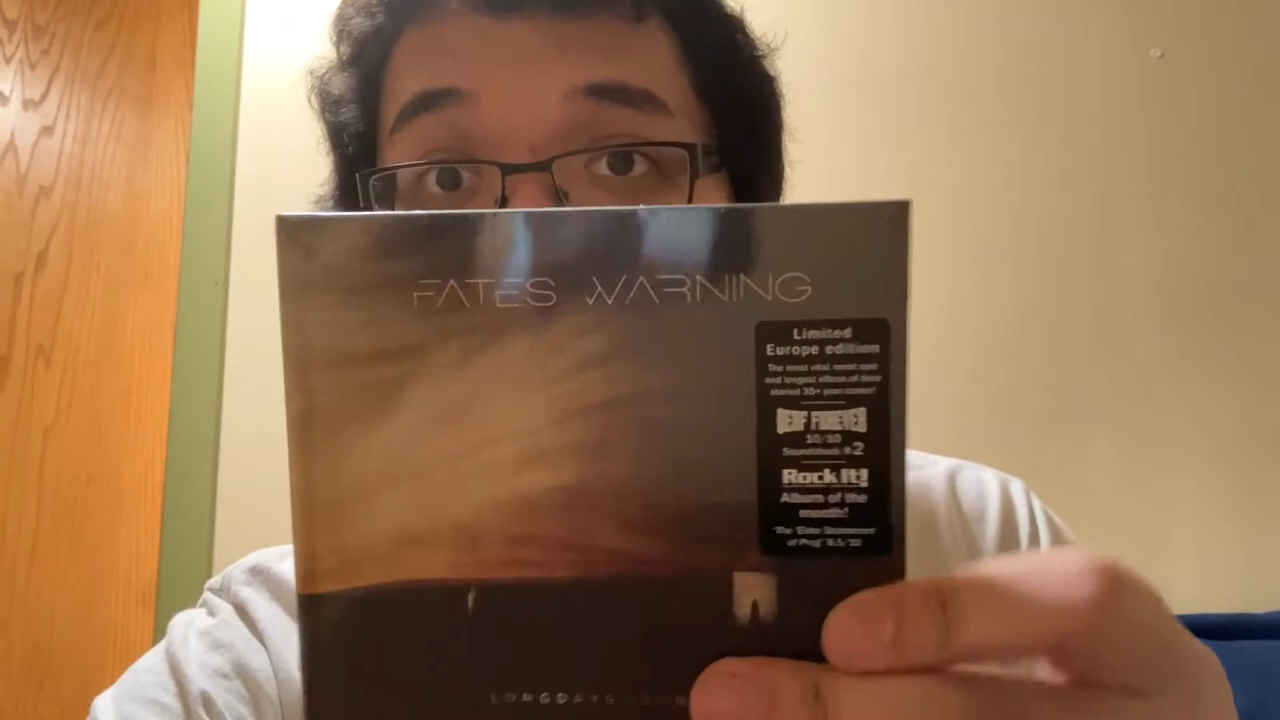 FATES WARNING
Limited
Europe edition
The most vital, most epic
and longest album of their
storied 35+ year career!
DEAF FOREVER
10/10
Soundcheck #2
Rock It!
Album of the
month!
"The 'Elder Statesmen'
of Prog" 8.5/10
LONG DAY